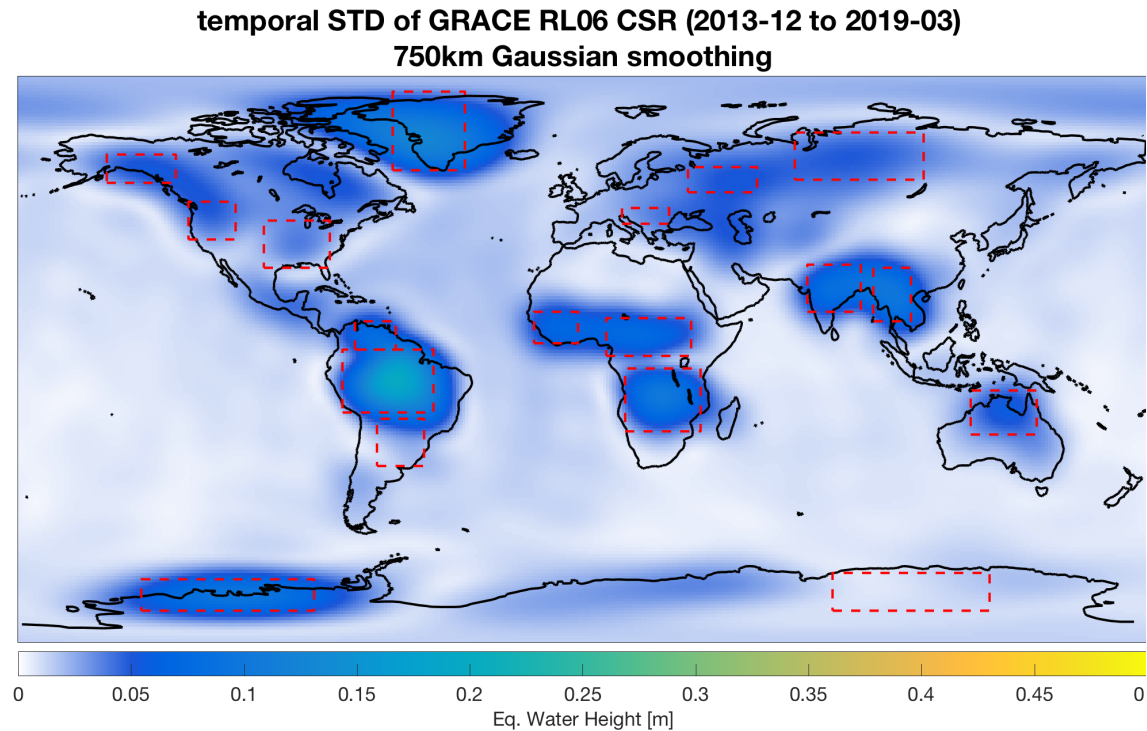 temporal STD of GRACE RL06 CSR (2013-12 to 2019-03)
750km Gaussian smoothing
0 0.05 0.1 0.15 0.2 0.25 0.3 0.35 0.4 0.45 0
Eq. Water Height [m]